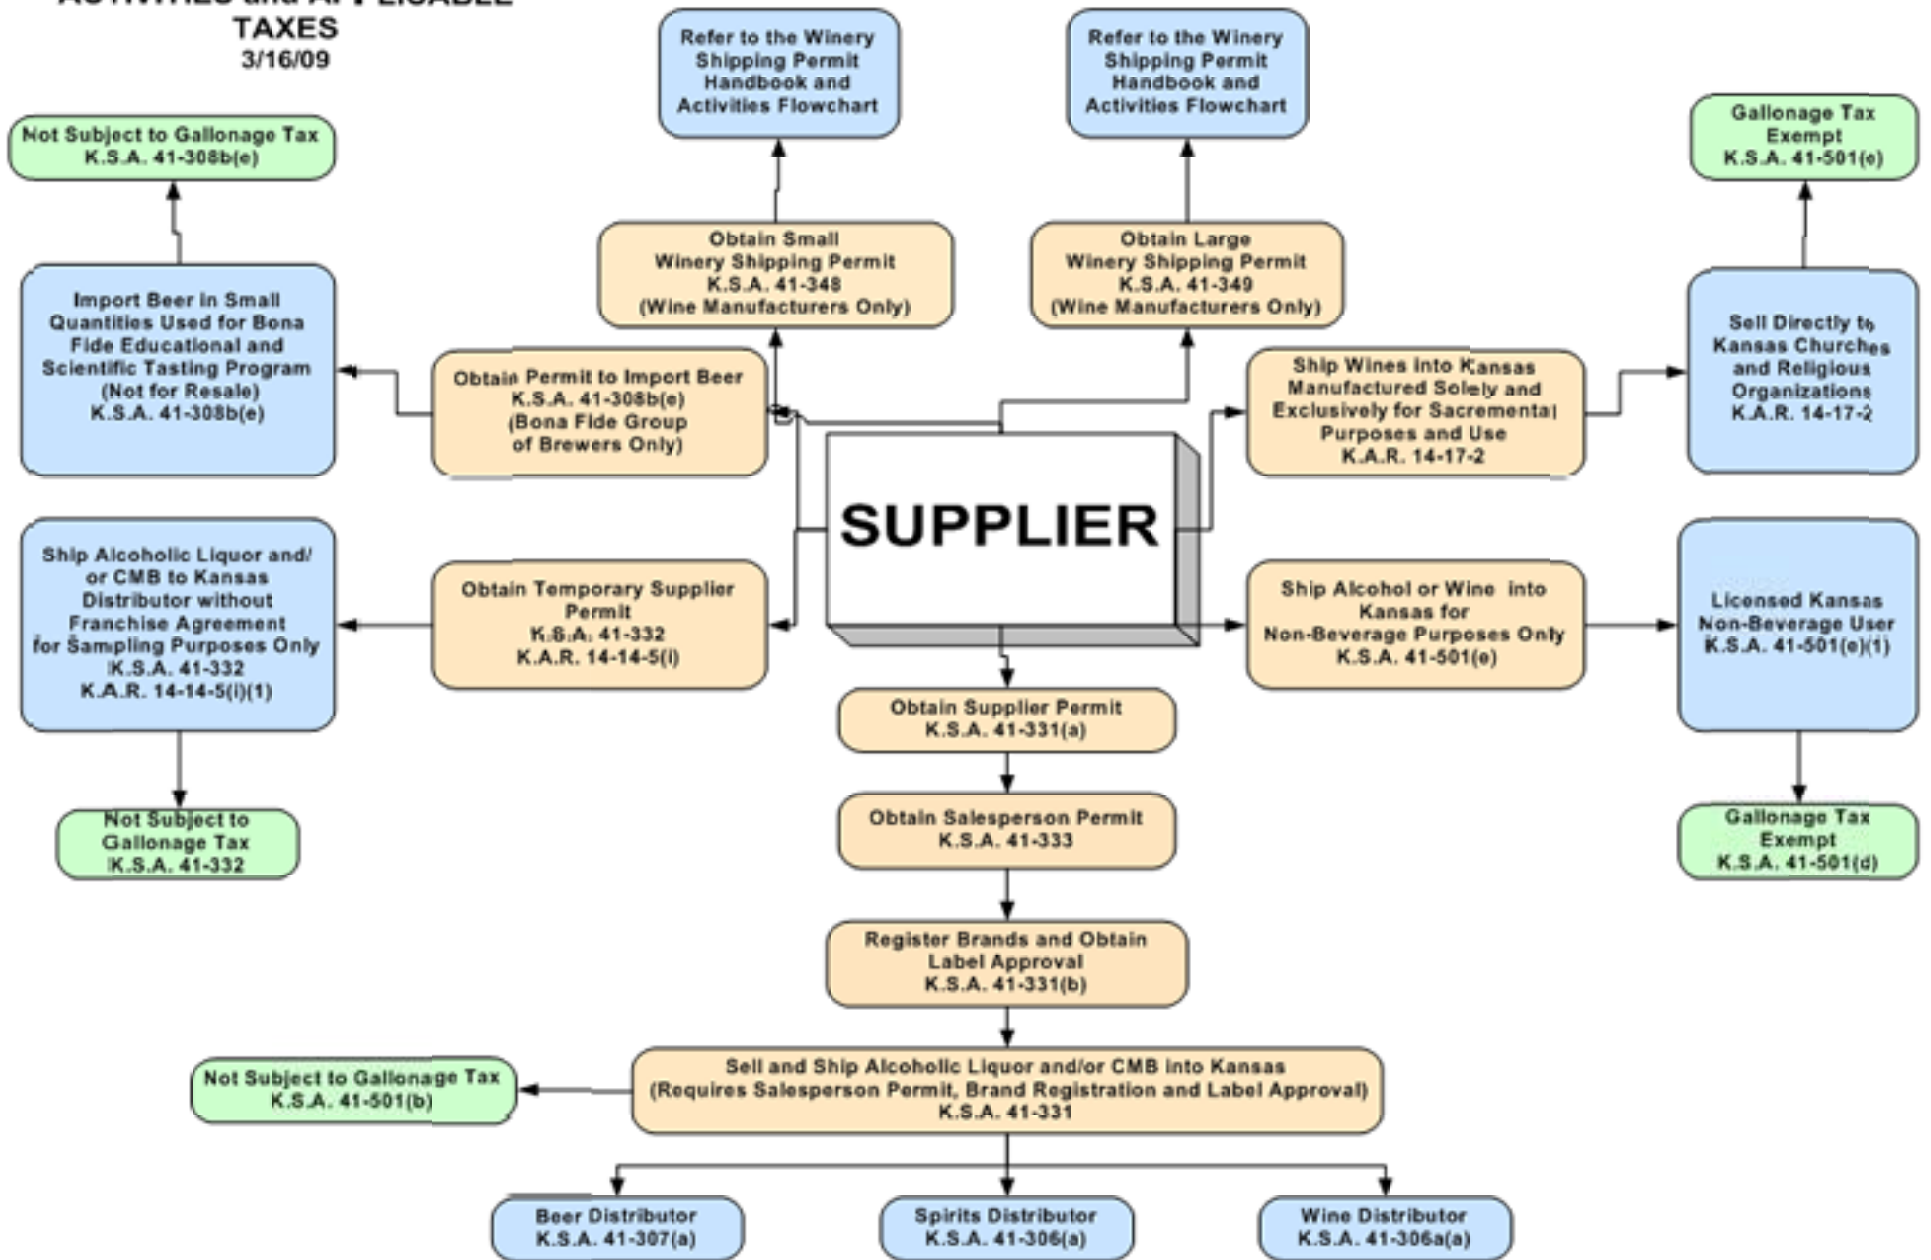 ACTIVITIES and APPLICABLE
TAXES
3/16/09
Refer to the Winery
Shipping Permit
Handbook and
Activities Flowchart
Refer to the Winery
Shipping Permit
Handbook and
Activities Flowchart
Not Subject to Gallonage Tax
K.S.A. 41-308b(e)
Gallonage Tax
Exempt
K.S.A. 41-501(e)
Obtain Small
Winery Shipping Permit
K.S.A. 41-348
(Wine Manufacturers Only)
Obtain Large
Winery Shipping Permit
K.S.A. 41-349
(Wine Manufacturers Only)
Import Beer in Small
Quantities Used for Bona
Fide Educational and
Scientific Tasting Program
(Not for Resale)
K.S.A. 41-308b(e)
Obtain Permit to Import Beer
K.S.A. 41-308b(e)
(Bona Fide Group
of Brewers Only)
Ship Wines into Kansas
Manufactured Solely and
Exclusively for Sacremental
Purposes and Use
K.A.R. 14-17-2
Sell Directly to
Kansas Churches
and Religious
Organizations
K.A.R. 14-17-2
SUPPLIER
Ship Alcoholic Liquor and/
or CMB to Kansas
Distributor without
Franchise Agreement
for Sampling Purposes Only
K.S.A. 41-332
K.A.R. 14-14-5(i)(1)
Obtain Temporary Supplier
Permit
K.S.A. 41-332
K.A.R. 14-14-5(i)
Ship Alcohol or Wine into
Kansas for
Non-Beverage Purposes Only
K.S.A. 41-501(e)
Licensed Kansas
Non-Beverage User
K.S.A. 41-501(e)(1)
Obtain Supplier Permit
K.S.A. 41-331(a)
Not Subject to
Gallonage Tax
K.S.A. 41-332
Obtain Salesperson Permit
K.S.A. 41-333
Gallonage Tax
Exempt
K.S.A. 41-501(d)
Register Brands and Obtain
Label Approval
K.S.A. 41-331(b)
Not Subject to Gallonage Tax
K.S.A. 41-501(b)
Sell and Ship Alcoholic Liquor and/or CMB into Kansas
(Requires Salesperson Permit, Brand Registration and Label Approval)
K.S.A. 41-331
Beer Distributor
K.S.A. 41-307(a)
Spirits Distributor
K.S.A. 41-306(a)
Wine Distributor
K.S.A. 41-306a(a)